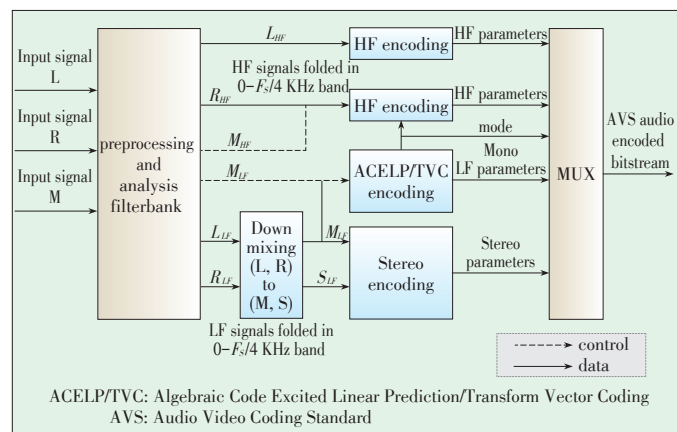 Input signal
L
Input signal
R
Input signal
M
preprocessing
and
analysis
filterbank
L_HF
HF signals folded in
0–F_S/4 KHz band
R_HF
M_HF
M_LF
L_LF
R_LF
Down
mixing
(L, R)
to
(M, S)
M_LF
S_LF
LF signals folded in
0–F_S/4 KHz band
HF encoding
HF encoding
ACELP/TVC
encoding
Stereo
encoding
HF parameters
HF parameters
mode
Mono
LF parameters
Stereo
parameters
MUX
AVS audio
encoded
bitstream
control
data
ACELP/TVC: Algebraic Code Excited Linear Prediction/Transform Vector Coding
AVS: Audio Video Coding Standard